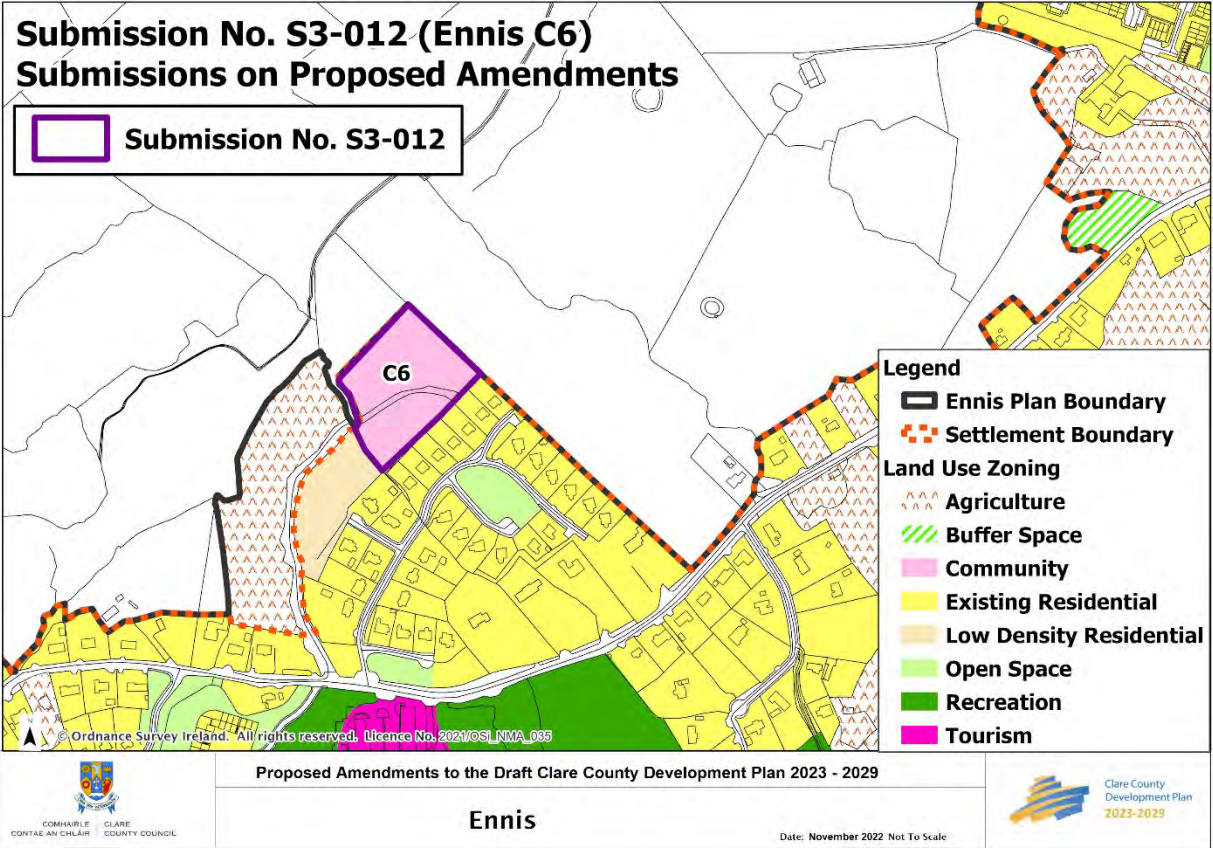 Submission No. S3-012 (Ennis C6)
Submissions on Proposed Amendments
Submission No. S3-012
C6
Legend
Ennis Plan Boundary
Settlement Boundary
Land Use Zoning
Agriculture
Buffer Space
Community
Existing Residential
Low Density Residential
Open Space
Recreation
Tourism
N
© Ordnance Survey Ireland. All rights reserved. Licence No. 2021/OSI_NMA_035
COMHAIRLE CONTAE AN CHLÁIR
CLARE COUNTY COUNCIL
Proposed Amendments to the Draft Clare County Development Plan 2023 - 2029
Ennis
Date: November 2022 Not To Scale
Clare County
Development Plan
2023-2029